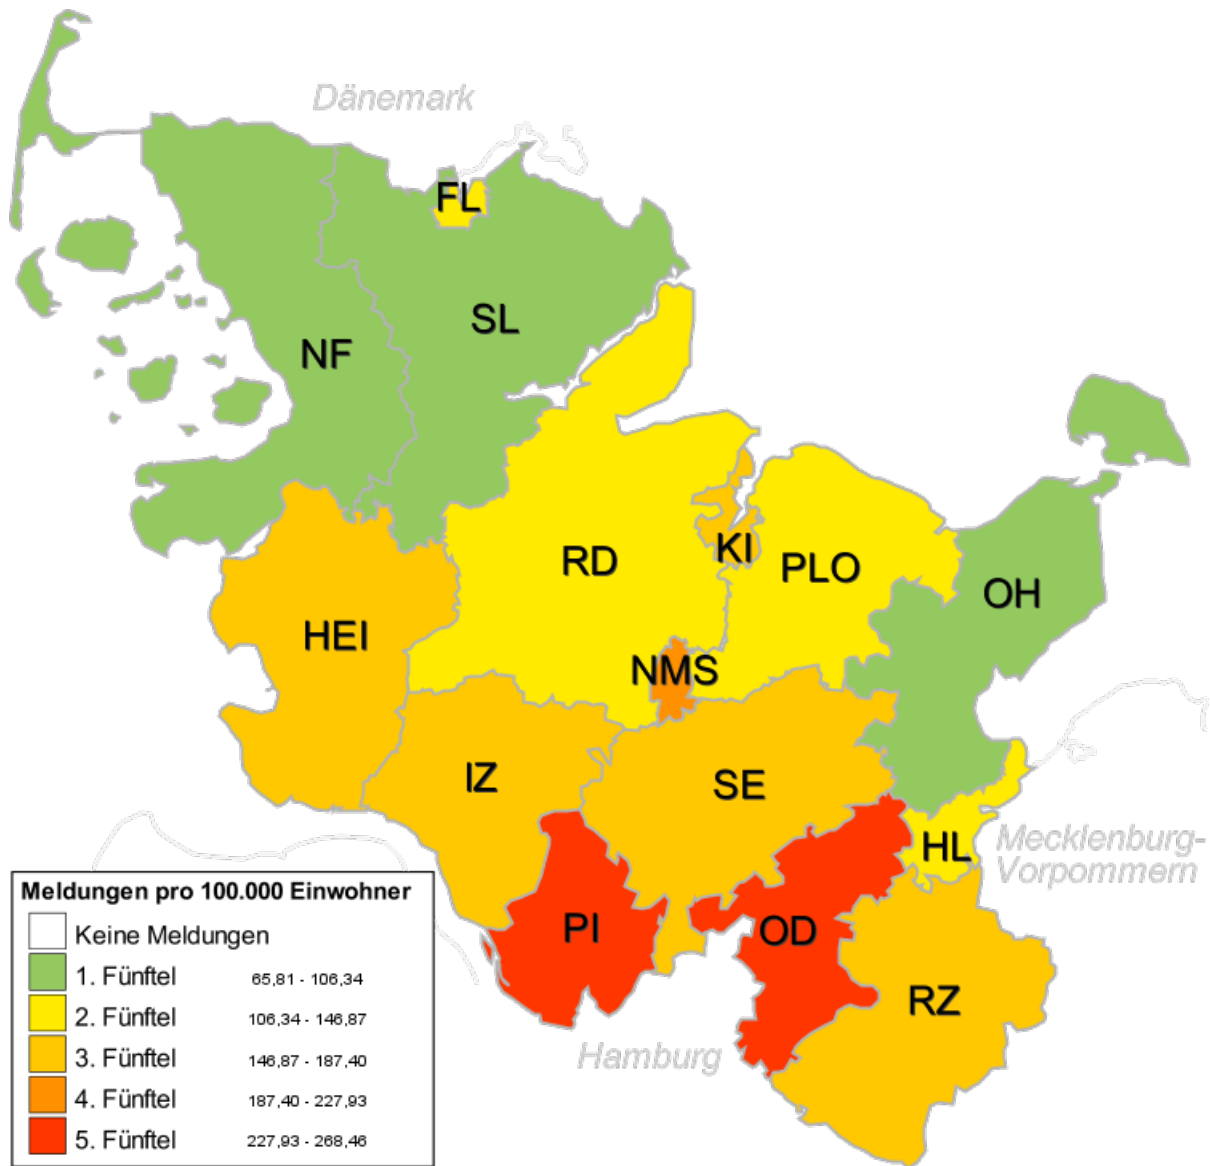 Dänemark
FL
SL
NF
RD
KI
PLO
OH
HEI
NMS
IZ
SE
HL
Mecklenburg-
Vorpommern
PI
OD
RZ
Hamburg
Meldungen pro 100.000 Einwohner
Keine Meldungen
1. Fünftel 65,81 - 106,34
2. Fünftel 106,34 - 146,87
3. Fünftel 146,87 - 187,40
4. Fünftel 187,40 - 227,93
5. Fünftel 227,93 - 268,46